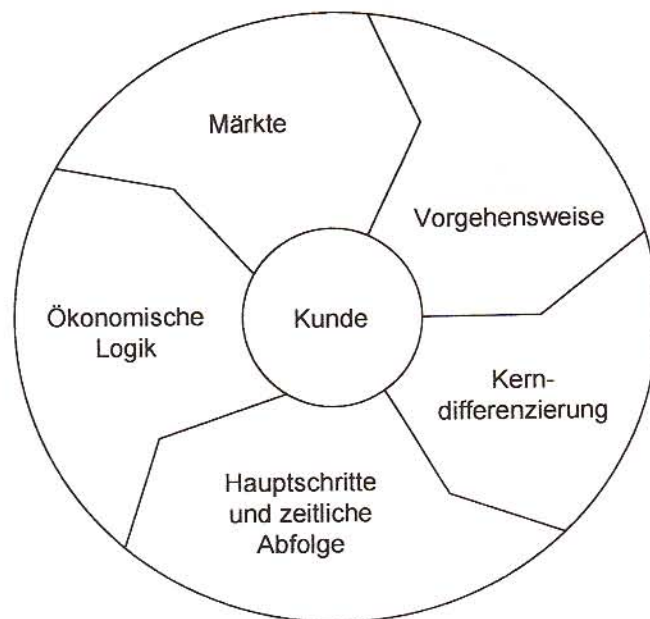 Märkte
Vorgehensweise
Ökonomische
Logik
Kunde
Kern-
differenzierung
Hauptschritte
und zeitliche
Abfolge